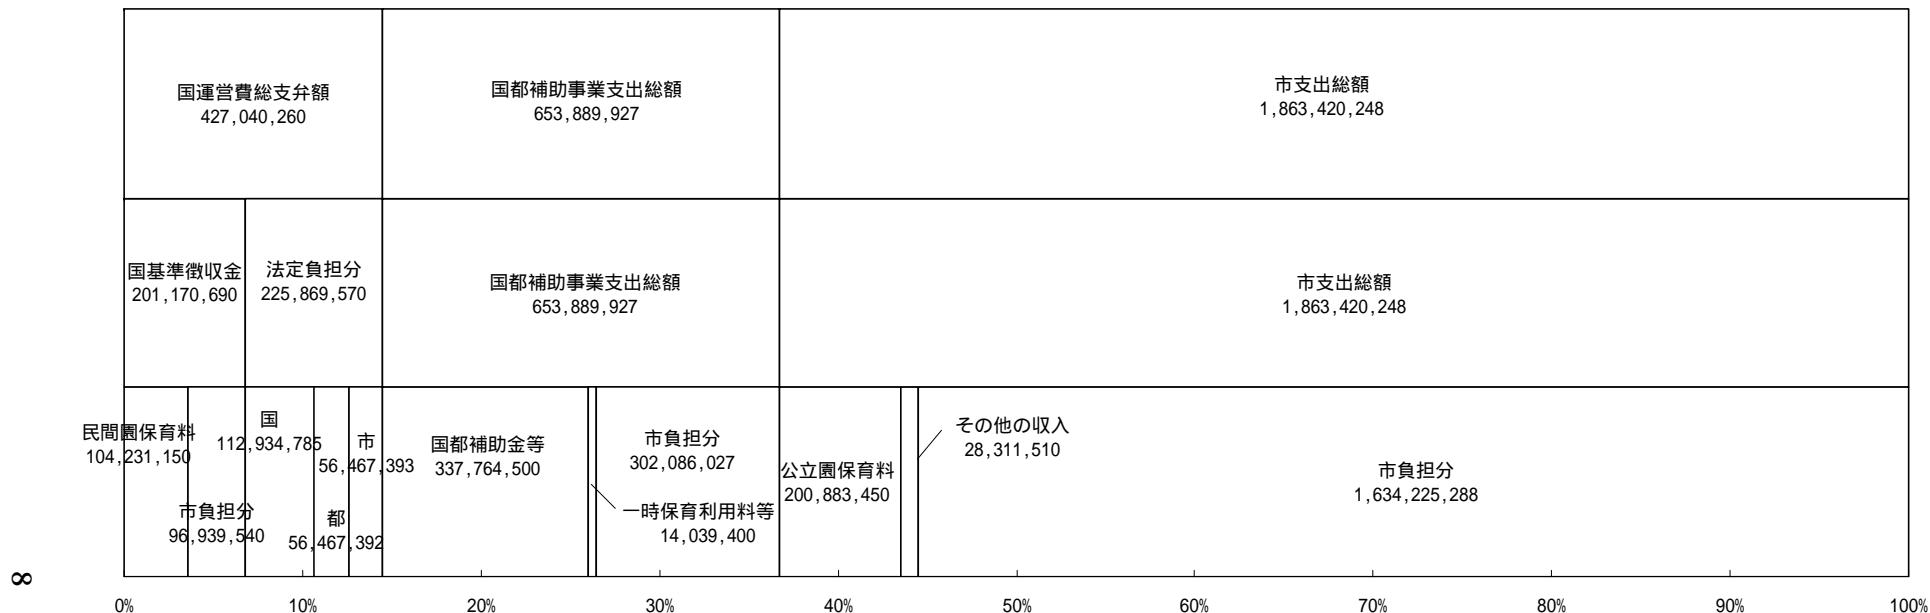 国運営費総支弁額
427,040,260
国都補助事業支出総額
653,889,927
市支出総額
1,863,420,248
国基準徴収金
201,170,690
法定負担分
225,869,570
国都補助事業支出総額
653,889,927
市支出総額
1,863,420,248
民間園保育料
104,231,150
市負担分
96,939,540
国
112,934,785
都
56,467,392
市
56,467,393
国都補助金等
337,764,500
一時保育利用料等
14,039,400
市負担分
302,086,027
公立園保育料
200,883,450
その他の収入
28,311,510
市負担分
1,634,225,288
0% 10% 20% 30% 40% 50% 60% 70% 80% 90% 100%
8